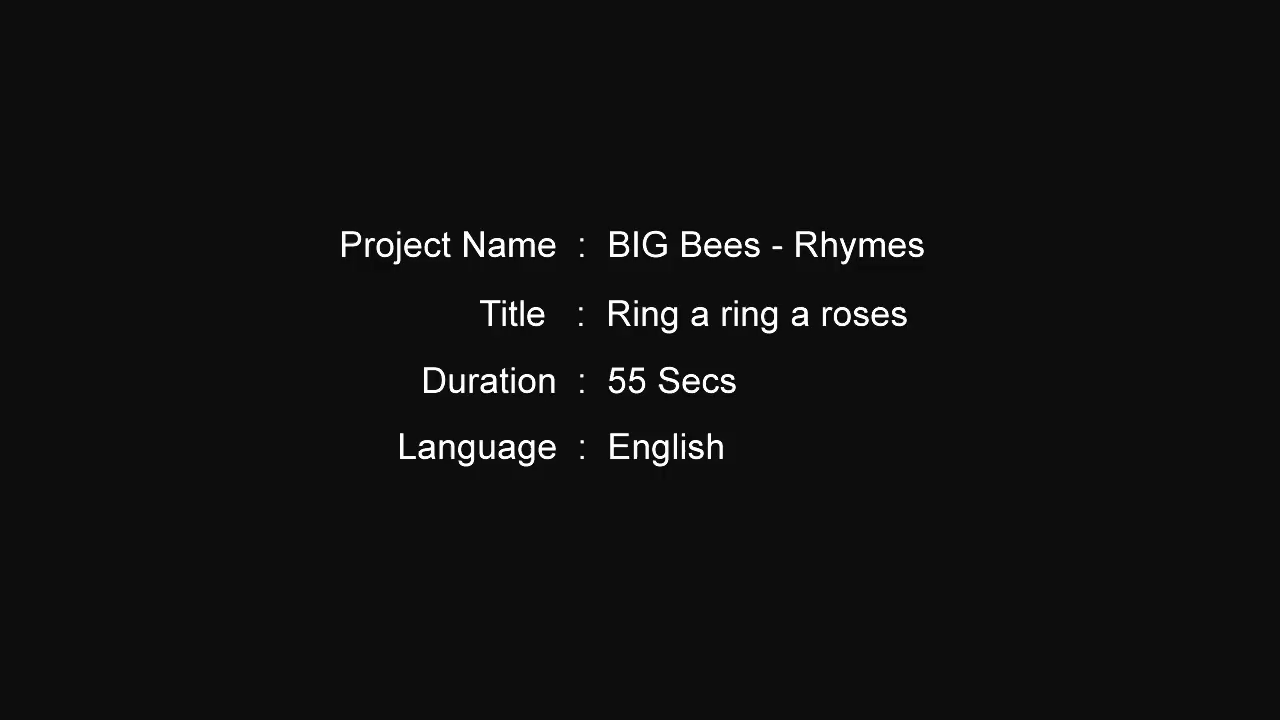 Project Name : BIG Bees - Rhymes
Title : Ring a ring a roses
Duration : 55 Secs
Language : English